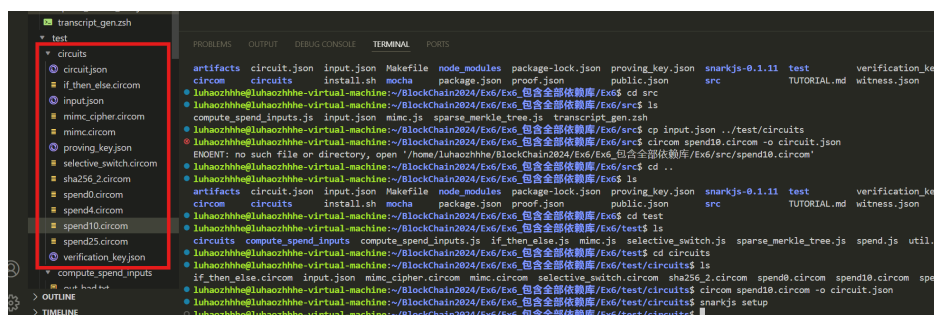 transcript_gen.zsh
test
circuits
circuit.json
if_then_else.circom
input.json
mimc_cipher.circom
mimc.circom
proving_key.json
selective_switch.circom
sha256_2.circom
spend0.circom
spend4.circom
spend10.circom
spend25.circom
verification_key.json
compute_spend_inputs
out-bad.txt
OUTLINE
TIMELINE
PROBLEMS OUTPUT DEBUG CONSOLE TERMINAL PORTS
artifacts circuit.json input.json Makefile node_modules package-lock.json proving_key.json snarkjs-0.1.11 test verification_ke
circom circuits install.sh mocha package.json proof.json public.json src TUTORIAL.md witness.json
luhaozhhhe@luhaozhhhe-virtual-machine:~/BlockChain2024/Ex6/Ex6_包含全部依赖库/Ex6$ cd src
luhaozhhhe@luhaozhhhe-virtual-machine:~/BlockChain2024/Ex6/Ex6_包含全部依赖库/Ex6/src$ ls
compute_spend_inputs.js input.json mimc.js sparse_merkle_tree.js transcript_gen.zsh
luhaozhhhe@luhaozhhhe-virtual-machine:~/BlockChain2024/Ex6/Ex6_包含全部依赖库/Ex6/src$ cp input.json ../test/circuits
luhaozhhhe@luhaozhhhe-virtual-machine:~/BlockChain2024/Ex6/Ex6_包含全部依赖库/Ex6/src$ circom spend10.circom -o circuit.json
ENOENT: no such file or directory, open '/home/luhaozhhhe/BlockChain2024/Ex6/Ex6_包含全部依赖库/Ex6/src/spend10.circom'
luhaozhhhe@luhaozhhhe-virtual-machine:~/BlockChain2024/Ex6/Ex6_包含全部依赖库/Ex6/src$ cd ..
luhaozhhhe@luhaozhhhe-virtual-machine:~/BlockChain2024/Ex6/Ex6_包含全部依赖库/Ex6$ ls
artifacts circuit.json input.json Makefile node_modules package-lock.json proving_key.json snarkjs-0.1.11 test verification_ke
circom circuits install.sh mocha package.json proof.json public.json src TUTORIAL.md witness.json
luhaozhhhe@luhaozhhhe-virtual-machine:~/BlockChain2024/Ex6/Ex6_包含全部依赖库/Ex6$ cd test
luhaozhhhe@luhaozhhhe-virtual-machine:~/BlockChain2024/Ex6/Ex6_包含全部依赖库/Ex6/test$ ls
circuits compute_spend_inputs compute_spend_inputs.js if_then_else.js mimc.js selective_switch.js sparse_merkle_tree.js spend.js util.
luhaozhhhe@luhaozhhhe-virtual-machine:~/BlockChain2024/Ex6/Ex6_包含全部依赖库/Ex6/test$ cd circuits
luhaozhhhe@luhaozhhhe-virtual-machine:~/BlockChain2024/Ex6/Ex6_包含全部依赖库/Ex6/test/circuits$ ls
if_then_else.circom input.json mimc_cipher.circom mimc.circom selective_switch.circom sha256_2.circom spend0.circom spend10.circom spe
luhaozhhhe@luhaozhhhe-virtual-machine:~/BlockChain2024/Ex6/Ex6_包含全部依赖库/Ex6/test/circuits$ circom spend10.circom -o circuit.json
luhaozhhhe@luhaozhhhe-virtual-machine:~/BlockChain2024/Ex6/Ex6_包含全部依赖库/Ex6/test/circuits$ snarkjs setup
luhaozhhhe@luhaozhhhe-virtual-machine:~/BlockChain2024/Ex6/Ex6_包含全部依赖库/Ex6/test/circuits$